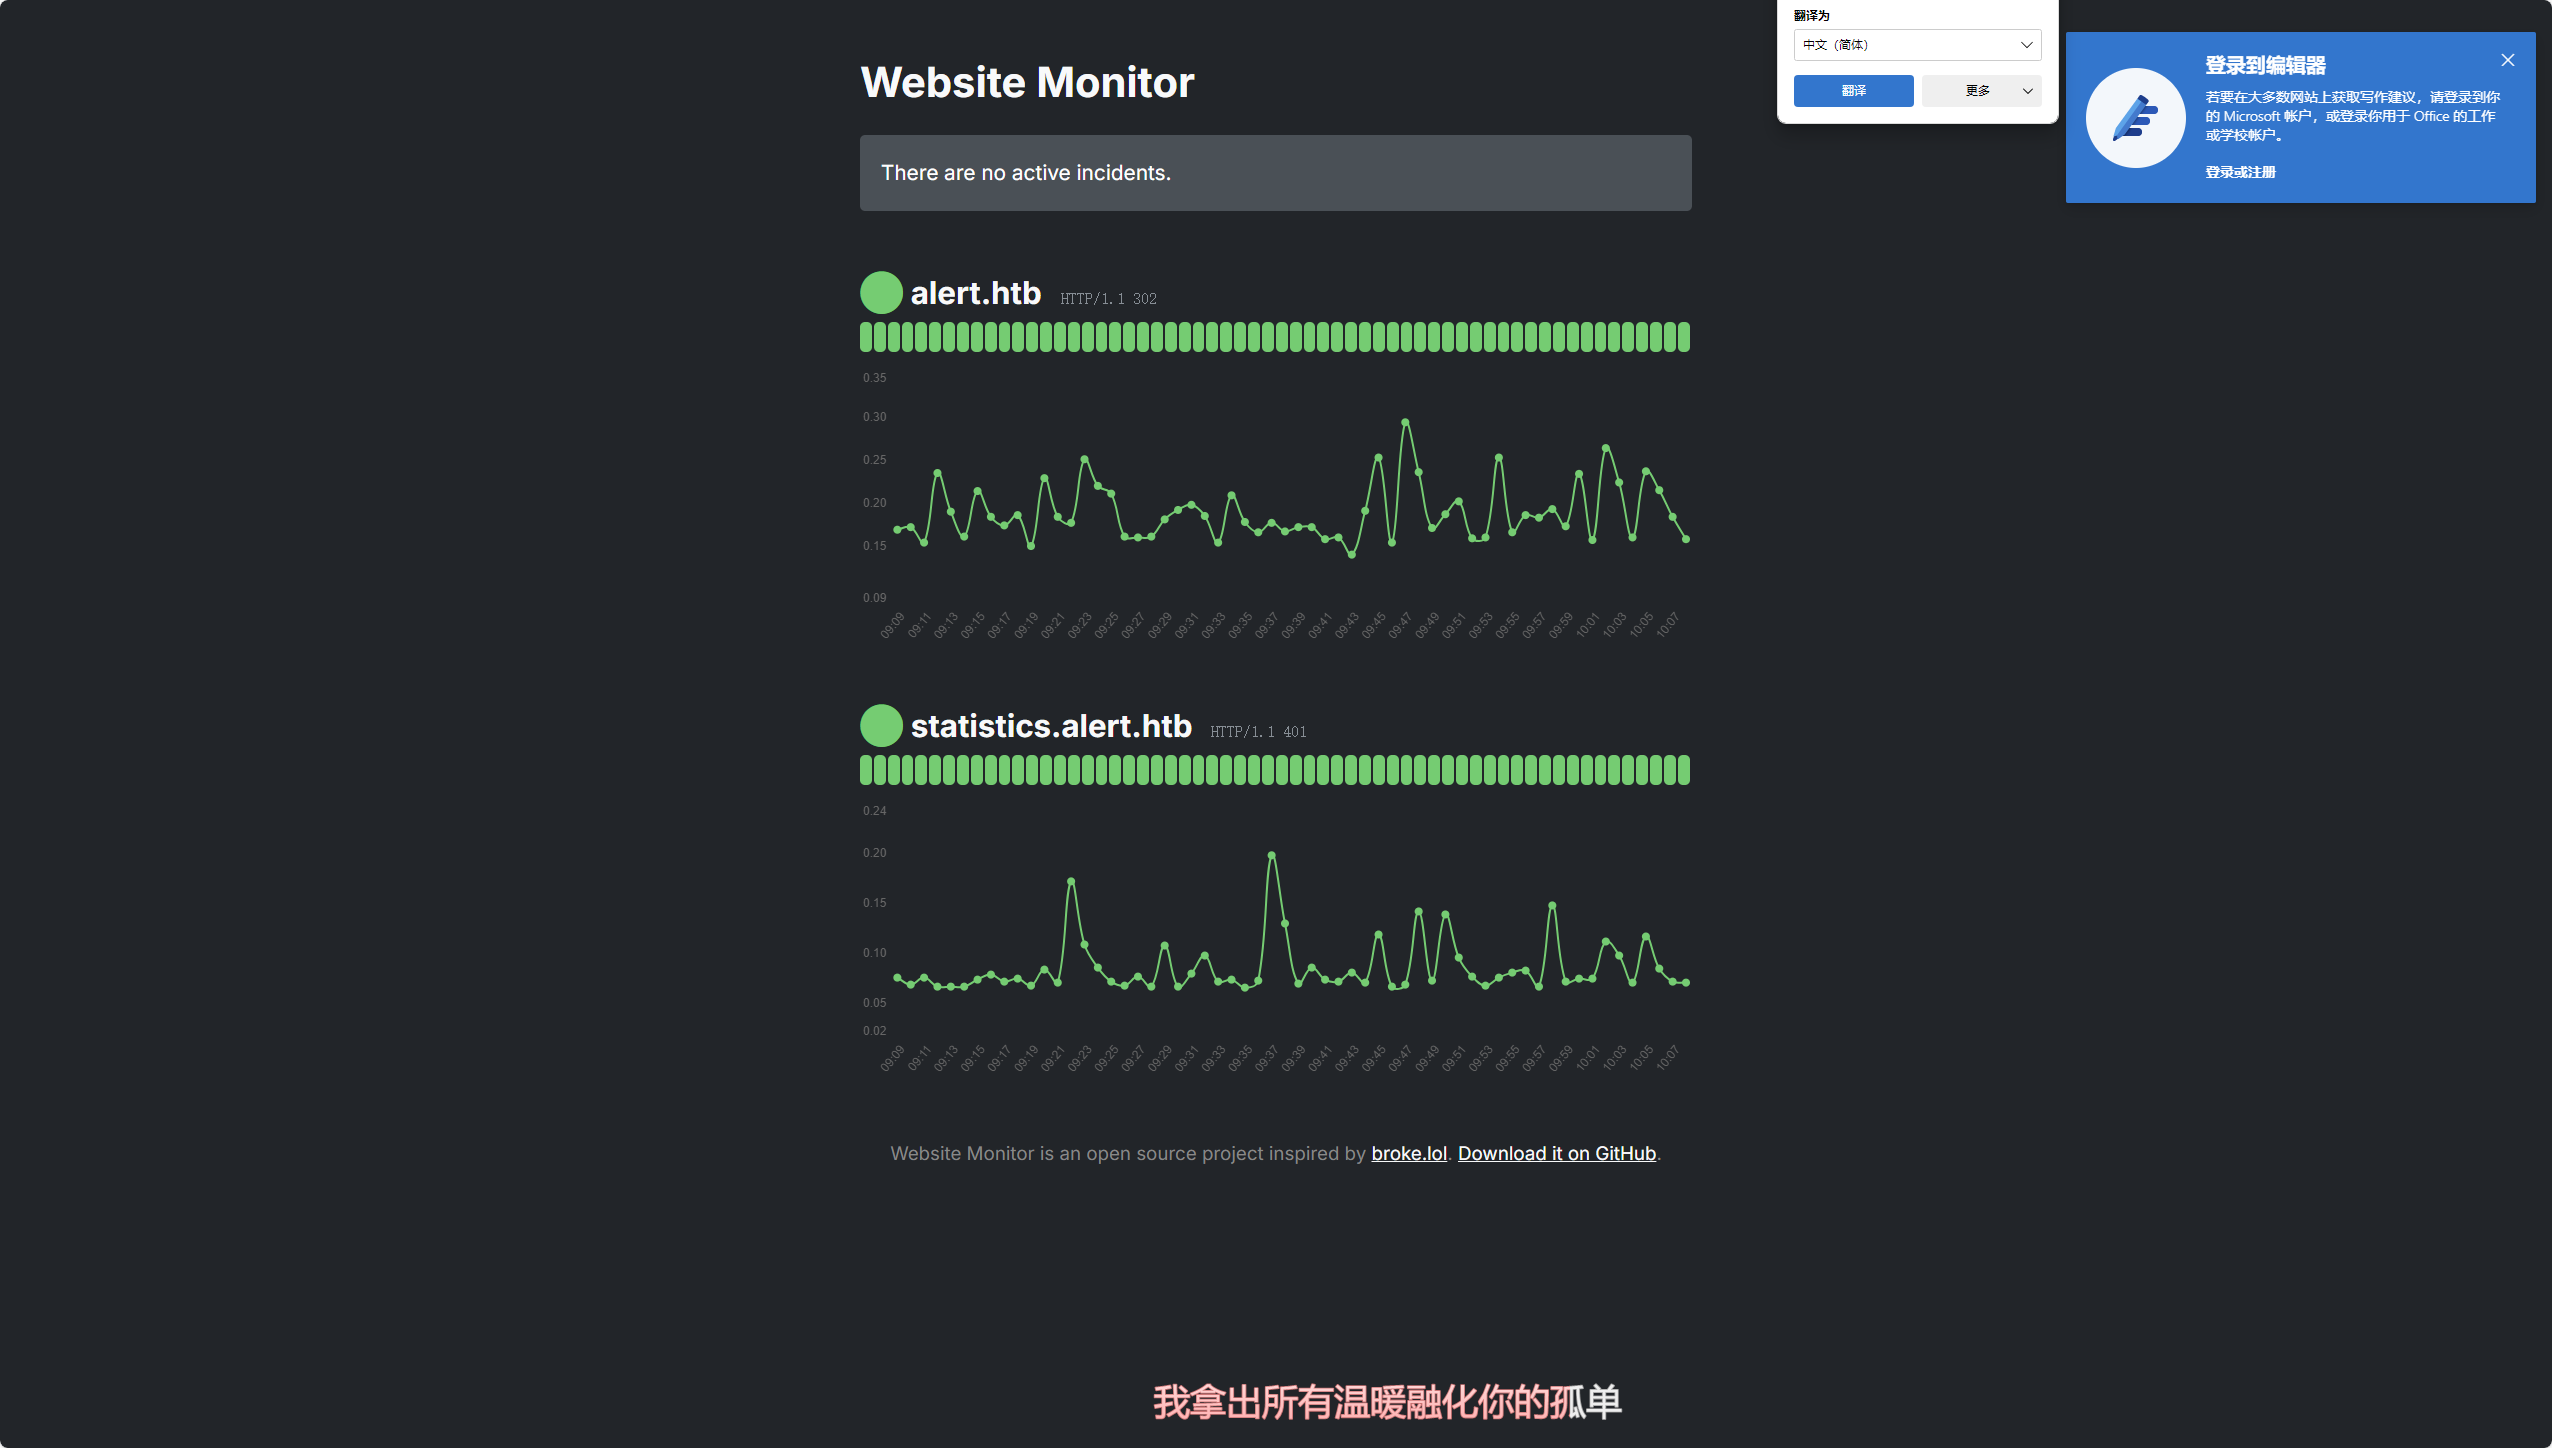 翻译为
中文（简体）
翻译
更多
登录到编辑器
若要在大多数网站上获取写作建议，请登录到你
的 Microsoft 帐户，或登录你用于 Office 的工作
或学校帐户。
登录或注册
Website Monitor
There are no active incidents.
alert.htb HTTP/1.1 302
0.35
0.30
0.25
0.20
0.15
0.09
09:09 09:11 09:13 09:15 09:17 09:19 09:21 09:23 09:25 09:27 09:29 09:31 09:33 09:35 09:37 09:39 09:41 09:43 09:45 09:47 09:49 09:51 09:53 09:55 09:57 09:59 10:01 10:03 10:05 10:07
statistics.alert.htb HTTP/1.1 401
0.24
0.20
0.15
0.10
0.05
0.02
09:09 09:11 09:13 09:15 09:17 09:19 09:21 09:23 09:25 09:27 09:29 09:31 09:33 09:35 09:37 09:39 09:41 09:43 09:45 09:47 09:49 09:51 09:53 09:55 09:57 09:59 10:01 10:03 10:05 10:07
Website Monitor is an open source project inspired by broke.lol. Download it on GitHub.
我拿出所有温暖融化你的孤单